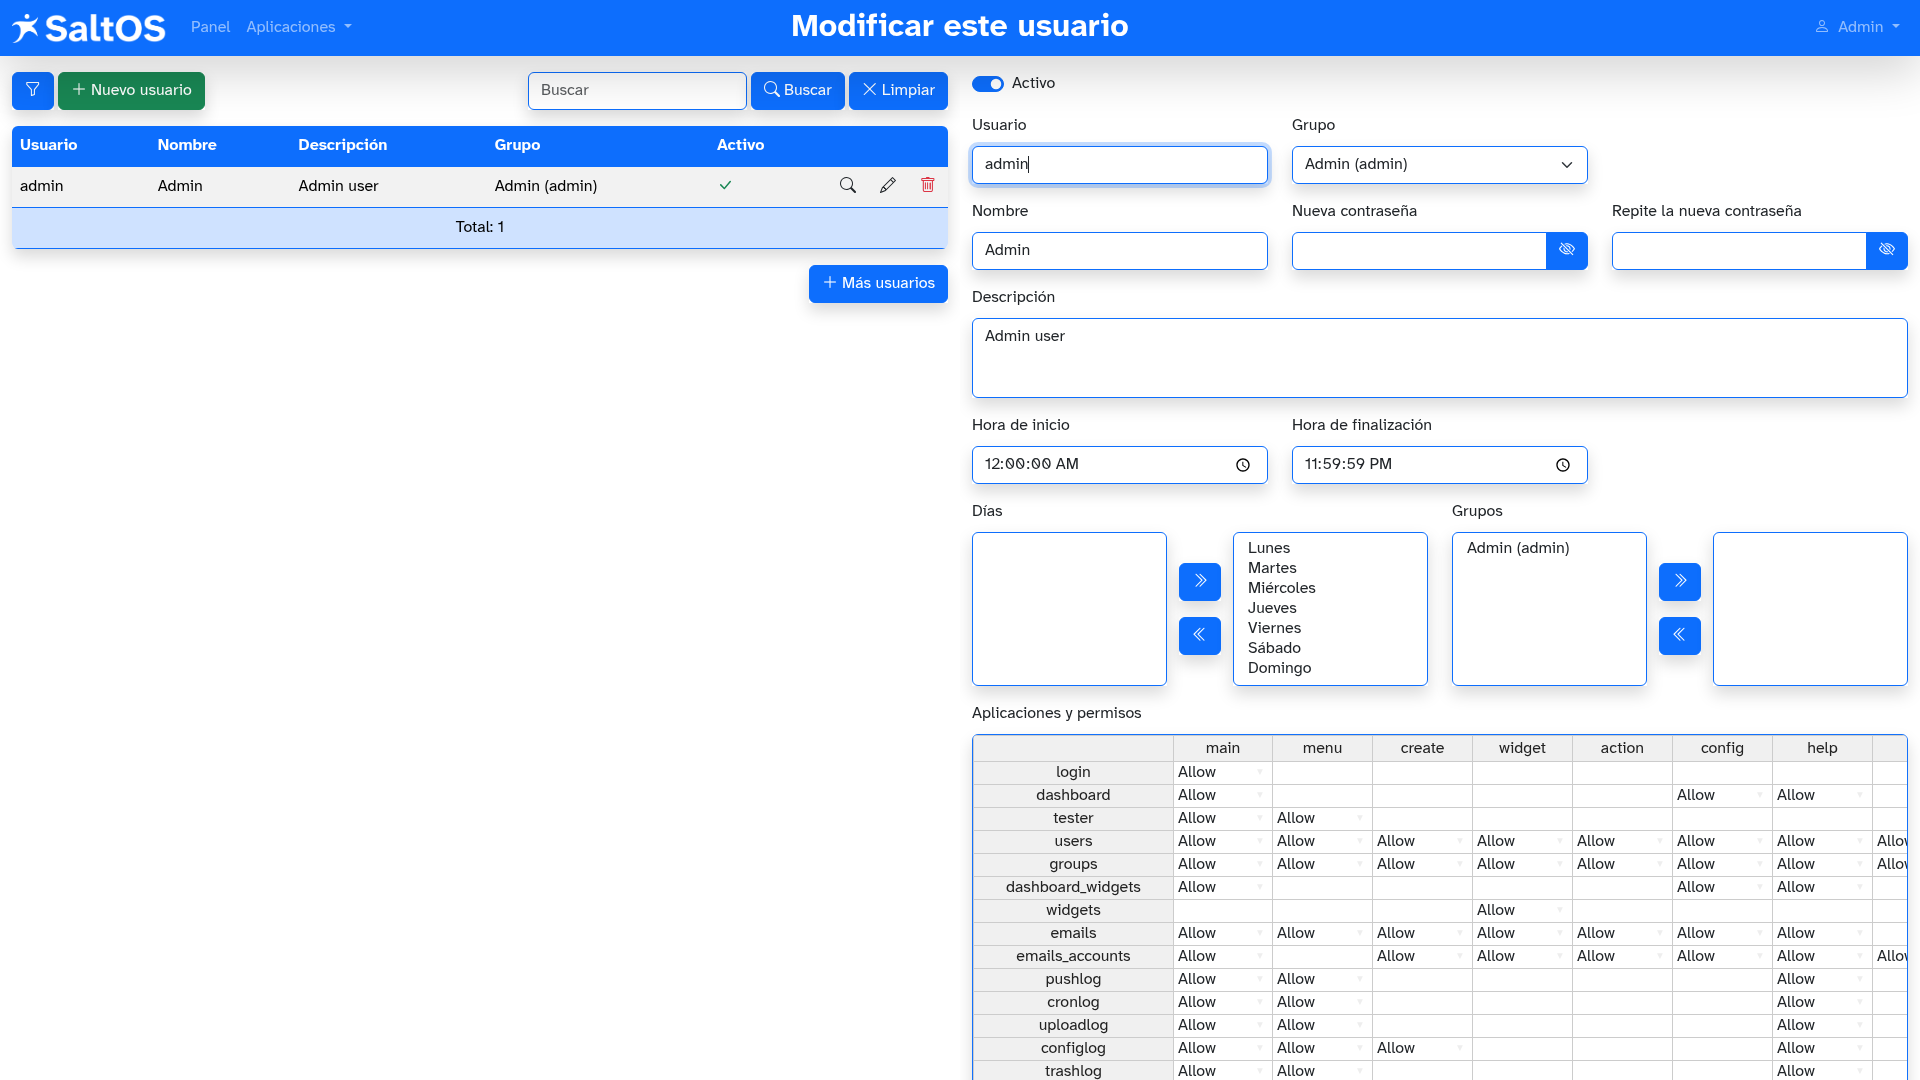 SaltOS Panel Aplicaciones Modificar este usuario Admin
Nuevo usuario Buscar Buscar Limpiar
Usuario Nombre Descripción Grupo Activo
admin Admin Admin user Admin (admin)
Total: 1
Más usuarios
Activo
Usuario Grupo
admin Admin (admin)
Nombre Nueva contraseña Repite la nueva contraseña
Admin
Descripción
Admin user
Hora de inicio Hora de finalización
12:00:00 AM 11:59:59 PM
Días Grupos
Lunes
Martes
Miércoles
Jueves
Viernes
Sábado
Domingo
Admin (admin)
Aplicaciones y permisos
main menu create widget action config help
login Allow
dashboard Allow Allow Allow
tester Allow Allow
users Allow Allow Allow Allow Allow Allow Allow
groups Allow Allow Allow Allow Allow Allow Allow
dashboard_widgets Allow Allow Allow
widgets Allow
emails Allow Allow Allow Allow Allow Allow Allow
emails_accounts Allow Allow Allow Allow Allow Allow
pushlog Allow Allow Allow
cronlog Allow Allow Allow
uploadlog Allow Allow Allow
configlog Allow Allow Allow Allow
trashlog Allow Allow Allow